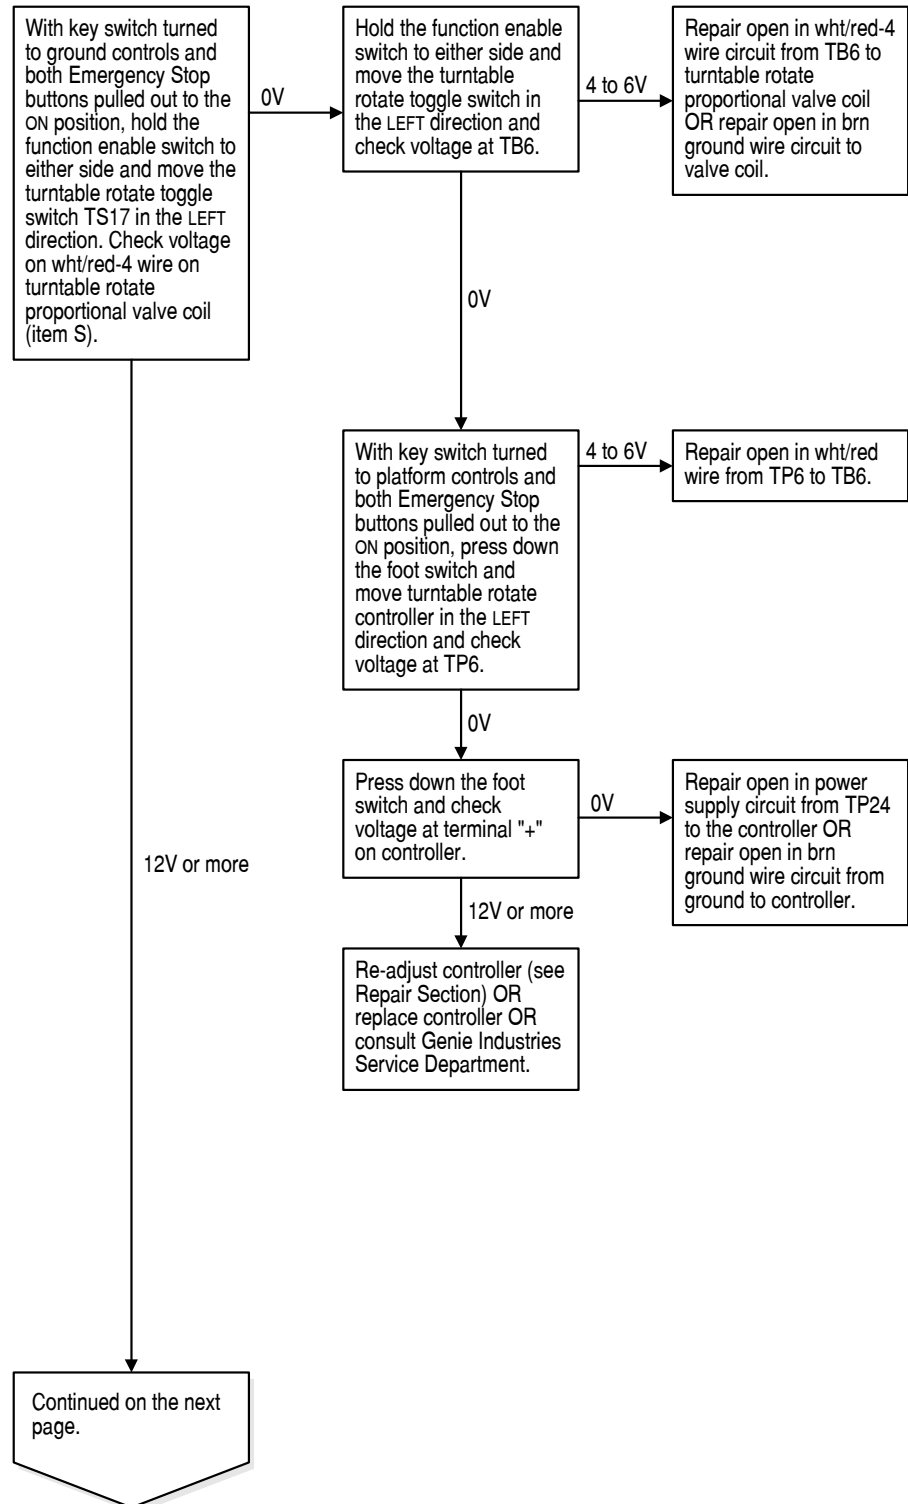 With key switch turned
to ground controls and
both Emergency Stop
buttons pulled out to the
ON position, hold the
function enable switch to
either side and move the
turntable rotate toggle
switch TS17 in the LEFT
direction. Check voltage
on wht/red-4 wire on
turntable rotate
proportional valve coil
(item S).
0V
Hold the function enable
switch to either side and
move the turntable
rotate toggle switch in
the LEFT direction and
check voltage at TB6.
4 to 6V
Repair open in wht/red-4
wire circuit from TB6 to
turntable rotate
proportional valve coil
OR repair open in brn
ground wire circuit to
valve coil.
0V
With key switch turned
to platform controls and
both Emergency Stop
buttons pulled out to the
ON position, press down
the foot switch and
move turntable rotate
controller in the LEFT
direction and check
voltage at TP6.
4 to 6V
Repair open in wht/red
wire from TP6 to TB6.
0V
Press down the foot
switch and check
voltage at terminal "+"
on controller.
0V
Repair open in power
supply circuit from TP24
to the controller OR
repair open in brn
ground wire circuit from
ground to controller.
12V or more
12V or more
Re-adjust controller (see
Repair Section) OR
replace controller OR
consult Genie Industries
Service Department.
Continued on the next
page.